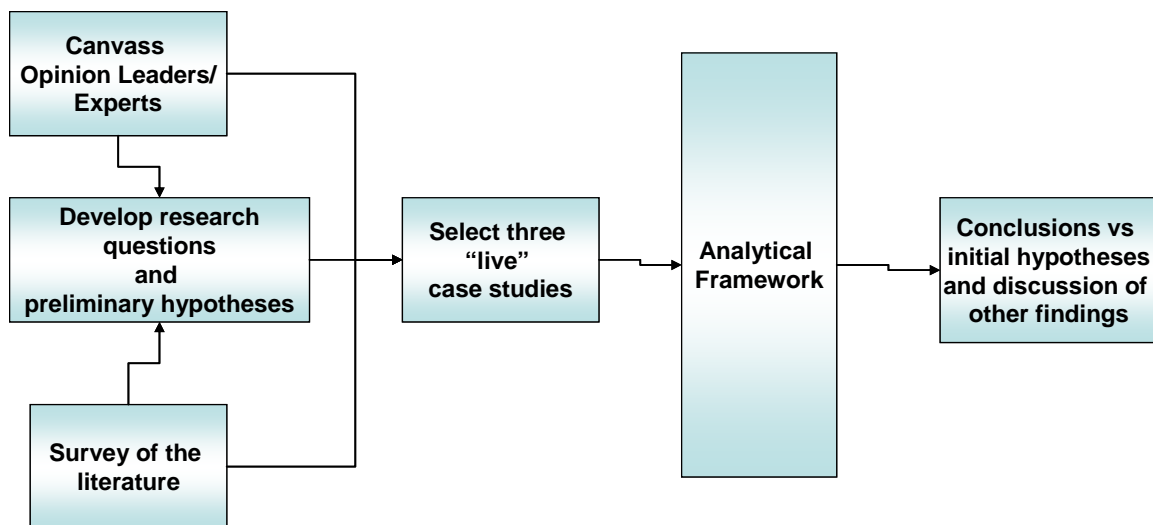 Canvass
Opinion Leaders/
Experts
Develop research
questions
and
preliminary hypotheses
Survey of the
literature
Select three
“live”
case studies
Analytical
Framework
Conclusions vs
initial hypotheses
and discussion of
other findings